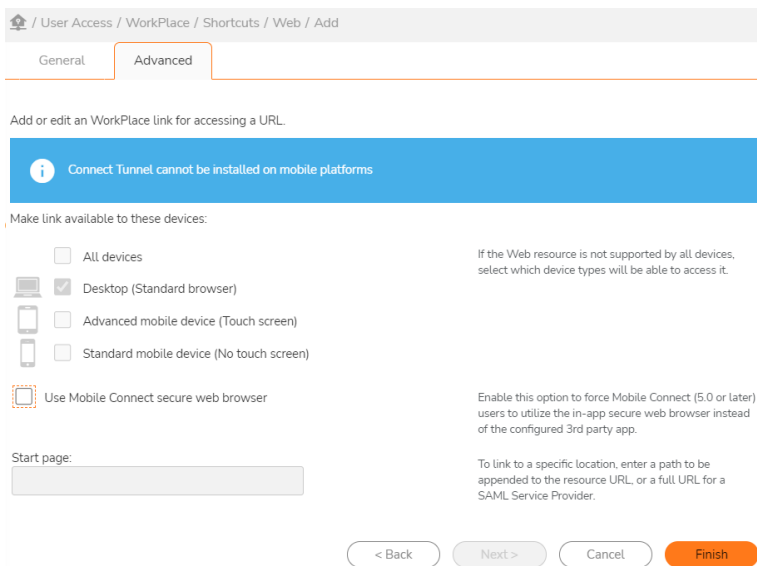 / User Access / WorkPlace / Shortcuts / Web / Add
General
Advanced
Add or edit an WorkPlace link for accessing a URL.
Connect Tunnel cannot be installed on mobile platforms
Make link available to these devices:
All devices
If the Web resource is not supported by all devices,
select which device types will be able to access it.
Desktop (Standard browser)
Advanced mobile device (Touch screen)
Standard mobile device (No touch screen)
Use Mobile Connect secure web browser
Enable this option to force Mobile Connect (5.0 or later)
users to utilize the in-app secure web browser instead
of the configured 3rd party app.
Start page:
To link to a specific location, enter a path to be
appended to the resource URL, or a full URL for a
SAML Service Provider.
< Back
Next >
Cancel
Finish